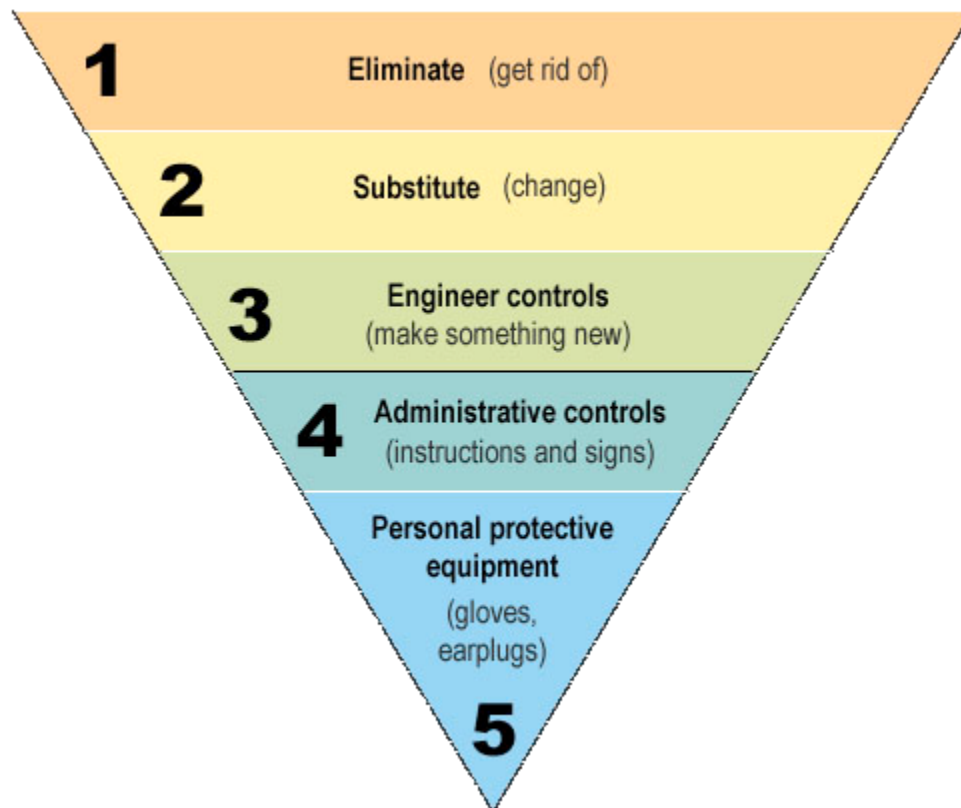 1 Eliminate (get rid of)
2 Substitute (change)
3 Engineer controls
(make something new)
4 Administrative controls
(instructions and signs)
Personal protective
equipment
(gloves,
earplugs)
5